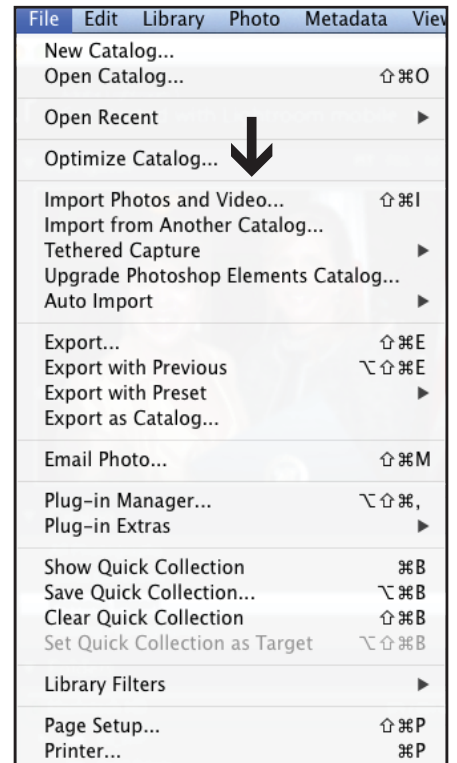 File Edit Library Photo Metadata View
New Catalog...
Open Catalog... ⇧⌘O
Open Recent ▶
Optimize Catalog...
Import Photos and Video... ⇧⌘I
Import from Another Catalog...
Tethered Capture ▶
Upgrade Photoshop Elements Catalog...
Auto Import ▶
Export... ⇧⌘E
Export with Previous ⌥⇧⌘E
Export with Preset ▶
Export as Catalog...
Email Photo... ⇧⌘M
Plug-in Manager... ⌥⇧⌘,
Plug-in Extras ▶
Show Quick Collection ⌘B
Save Quick Collection... ⌥⌘B
Clear Quick Collection ⇧⌘B
Set Quick Collection as Target ⌥⇧⌘B
Library Filters ▶
Page Setup... ⇧⌘P
Printer... ⌘P